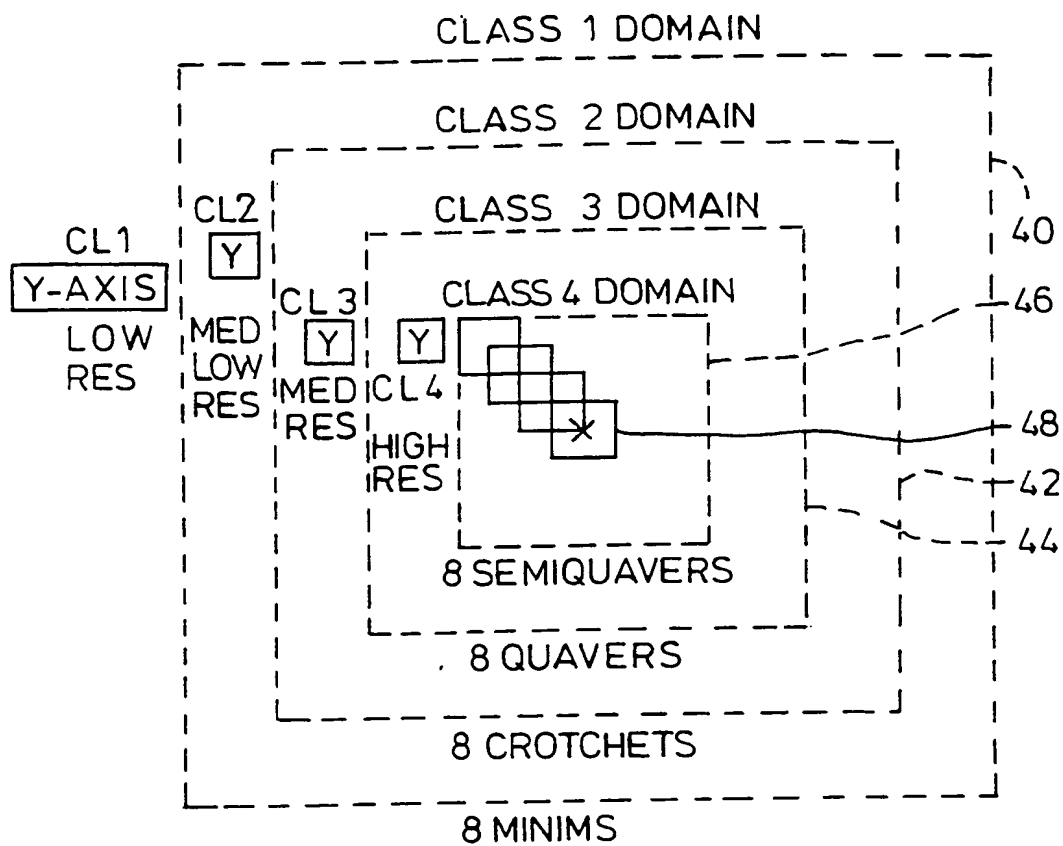 CLASS 1 DOMAIN
CLASS 2 DOMAIN
CLASS 3 DOMAIN
CL2
40
CL1
Y
Y-AXIS
CL3
CLASS 4 DOMAIN
46
LOW
RES
MED
LOW
RES
Y
Y
MED
RES
CL4
HIGH
RES
48
42
44
8 SEMIQUAVERS
8 QUAVERS
8 CROTCHETS
8 MINIMS